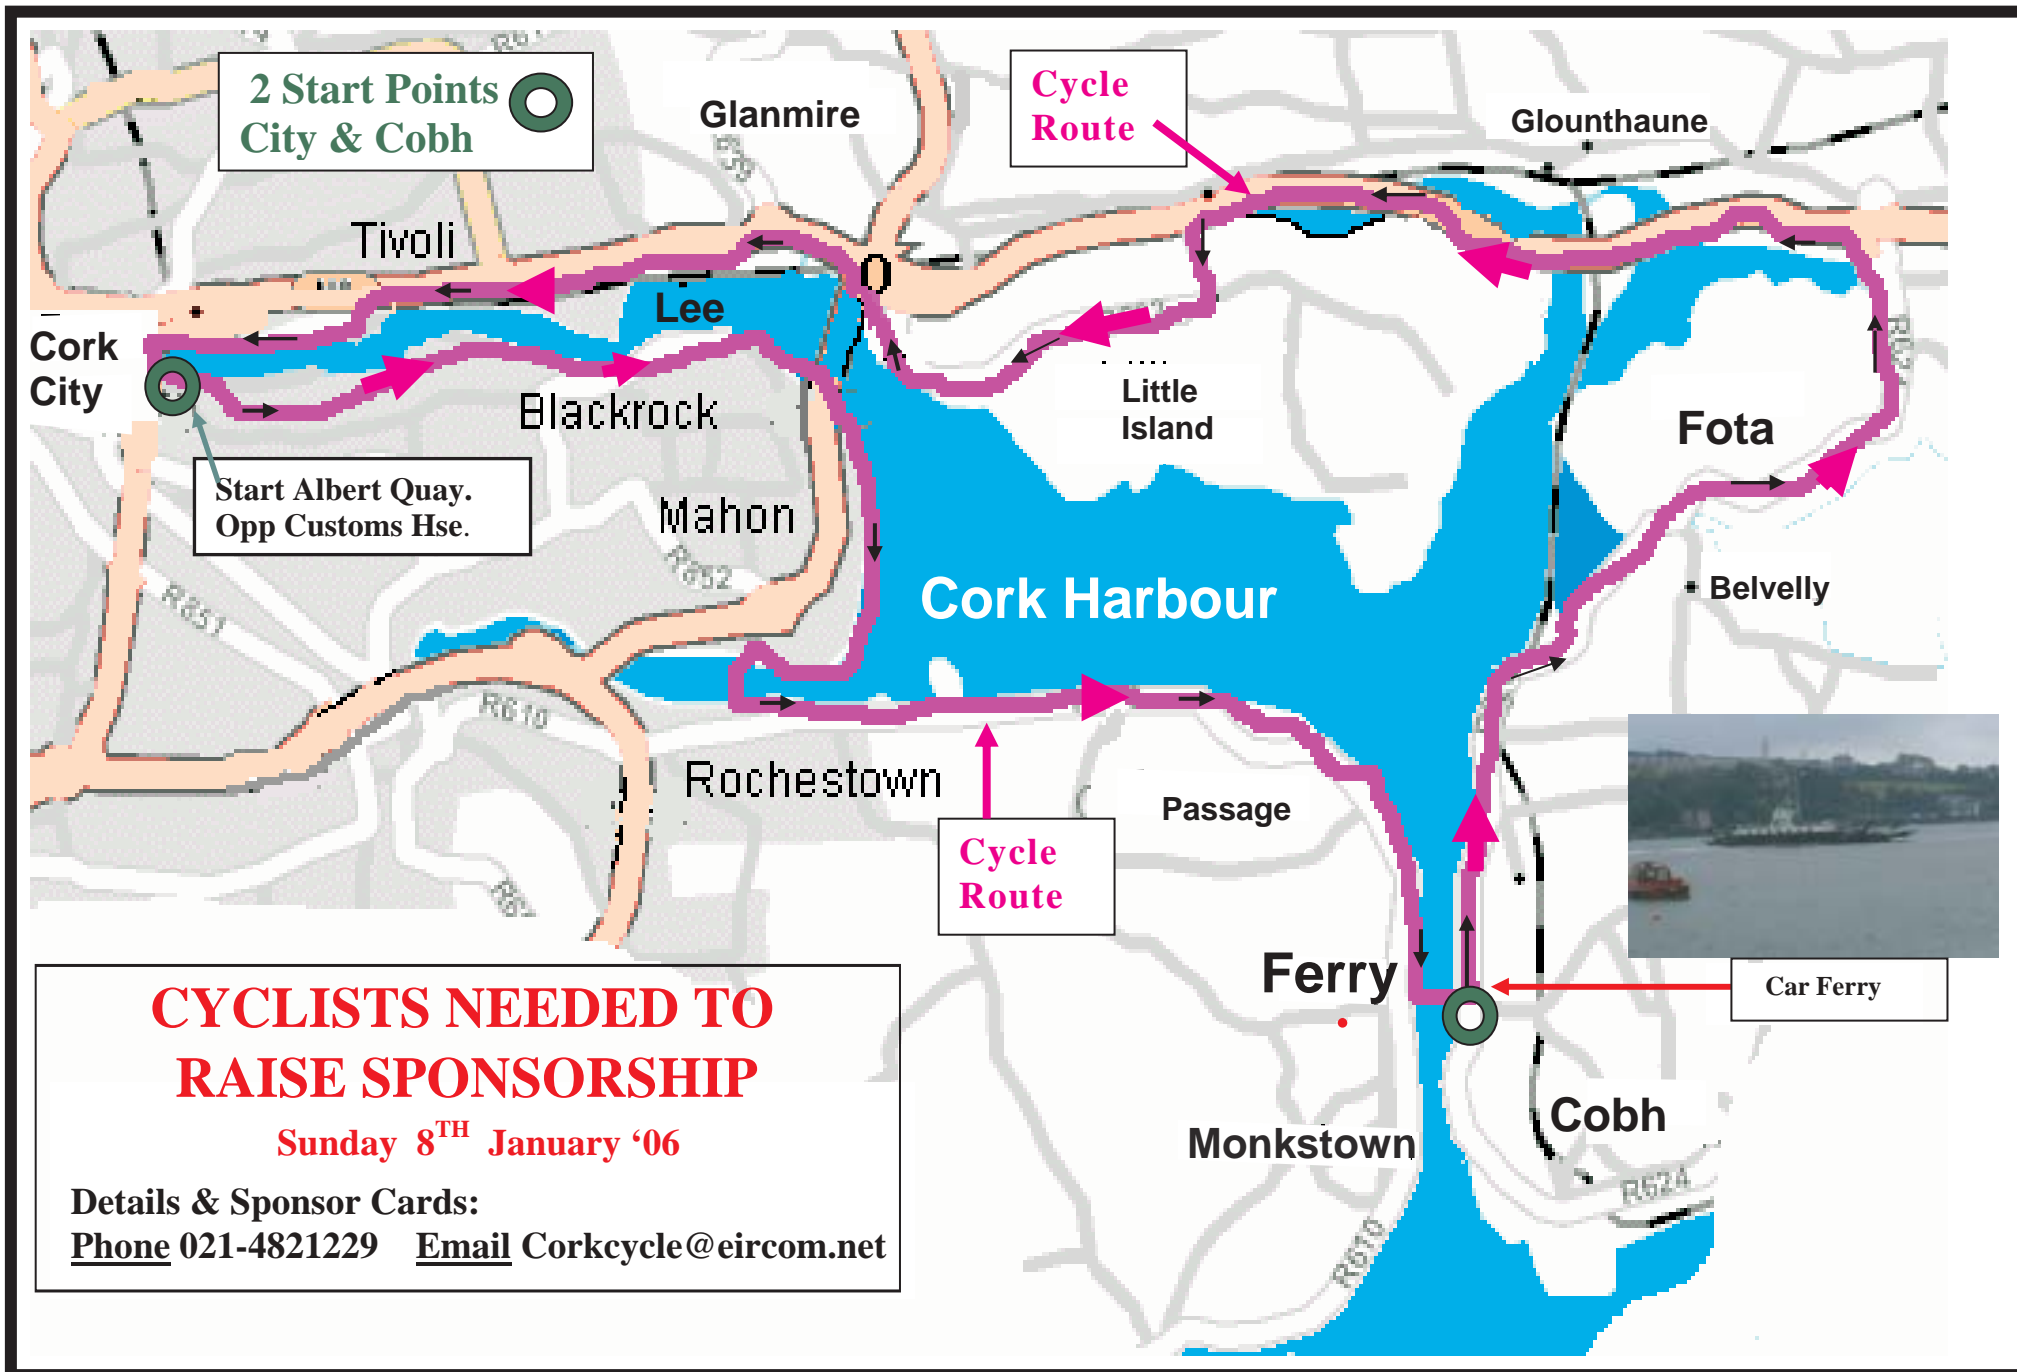 2 Start Points
City & Cobh
Cycle
Route
Glanmire
Glounthaune
Tivoli
Lee
Cork
City
Blackrock
Little
Island
Fota
Start Albert Quay.
Opp Customs Hse.
Mahon
R852
R851
Cork Harbour
Belvelly
R610
Rochestown
Passage
Cycle
Route
Ferry
Car Ferry
CYCLISTS NEEDED TO
RAISE SPONSORSHIP
Sunday 8TH January ‘06
Details & Sponsor Cards:
Phone 021-4821229 Email Corkcycle@eircom.net
Monkstown
Cobh
R624
R610